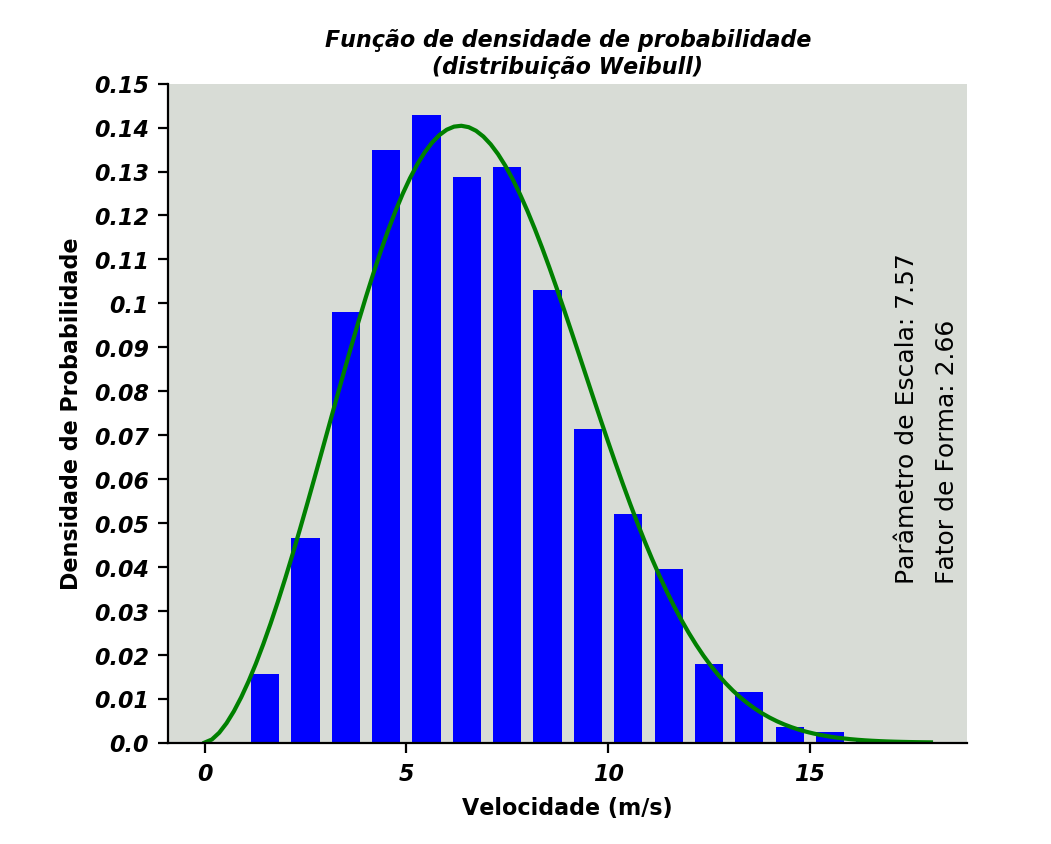 Função de densidade de probabilidade
(distribuição Weibull)
Densidade de Probabilidade
0.15
0.14
0.13
0.12
0.11
0.1
0.09
0.08
0.07
0.06
0.05
0.04
0.03
0.02
0.01
0.0
Parâmetro de Escala: 7.57
Fator de Forma: 2.66
0 5 10 15
Velocidade (m/s)